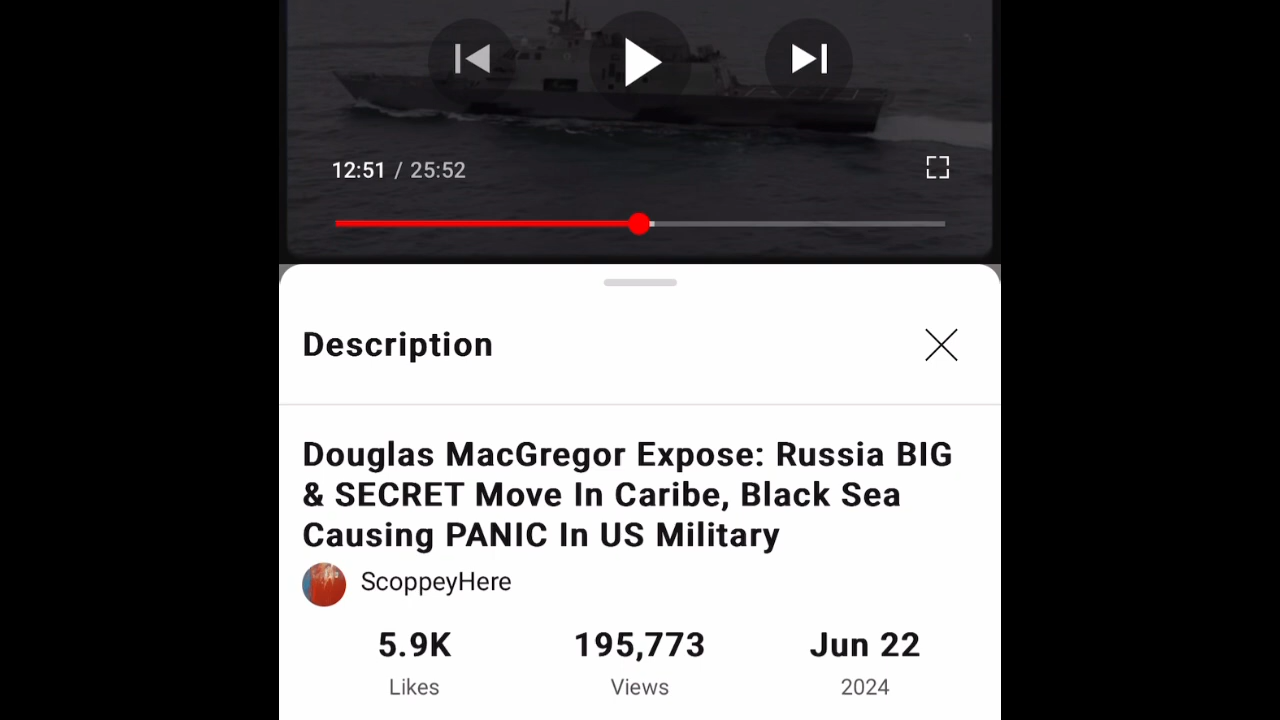 12:51 / 25:52
Description
Douglas MacGregor Expose: Russia BIG
& SECRET Move In Caribe, Black Sea
Causing PANIC In US Military
ScoppeyHere
5.9K 195,773 Jun 22
Likes Views 2024